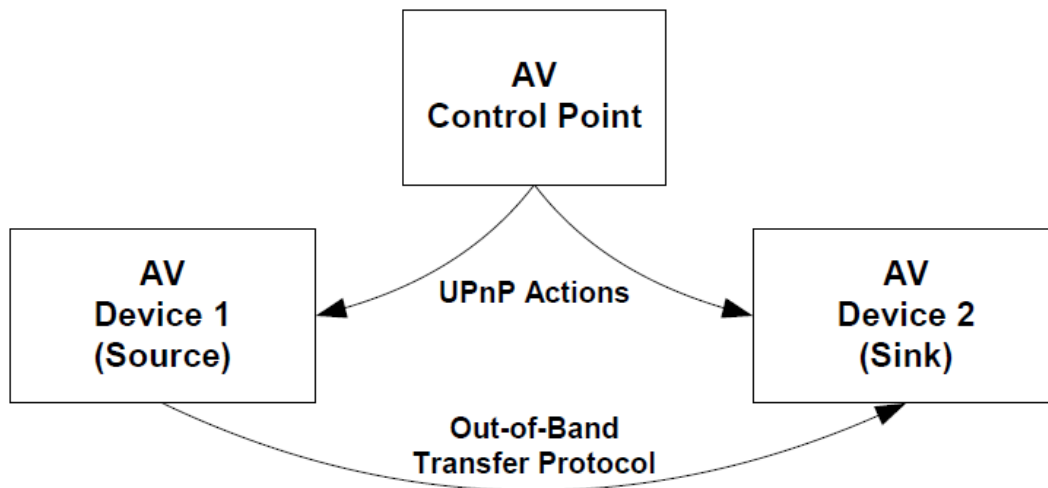 AV
Control Point
AV
Device 1
(Source)
UPnP Actions
AV
Device 2
(Sink)
Out-of-Band
Transfer Protocol